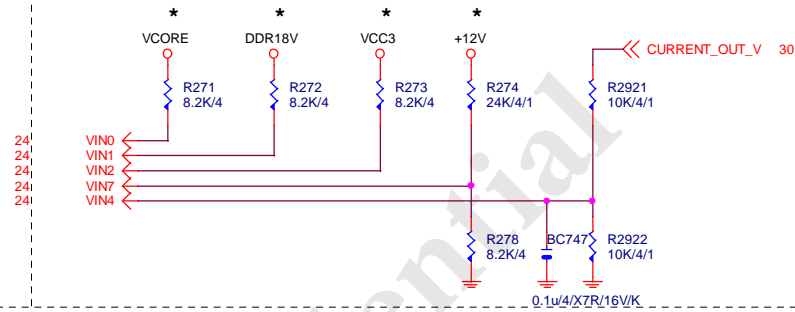 * * * *
VCORE DDR18V VCC3 +12V
CURRENT_OUT_V 30
R271 R272 R273 R274 R2921
8.2K/4 8.2K/4 8.2K/4 24K/4/1 10K/4/1
24 VIN0
24 VIN1
24 VIN2
24 VIN7
24 VIN4
R278 BC747 R2922
8.2K/4 10K/4/1
0.1u/4/X7R/16V/K
ential